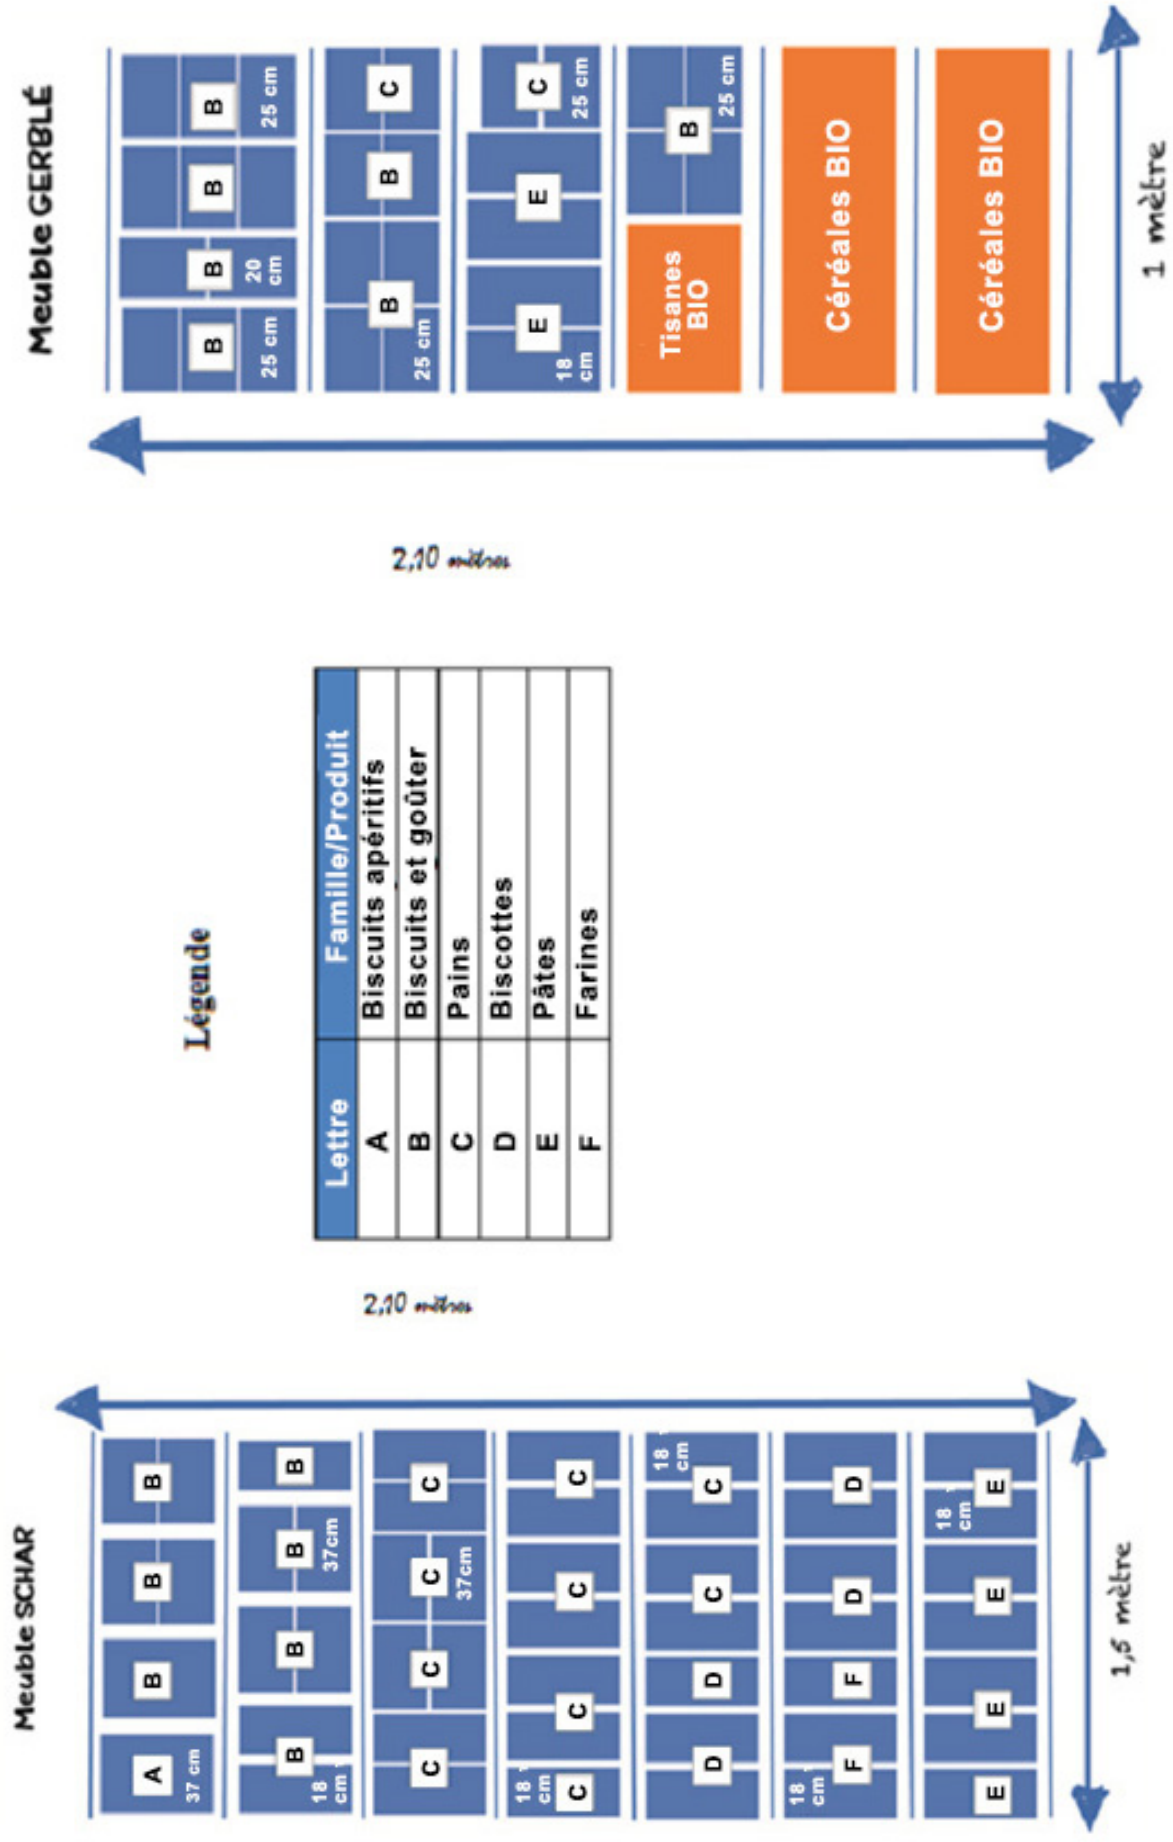 Meuble SCHAR
A B B B
37 cm
B B B B
18 cm 37cm
C C C C
37cm
18 cm
C C C C
18 cm
D D C C
18 cm
F F D D
18 cm
E E E E
1,5 mètre
2,10 mètres
Légende
Lettre Famille/Produit
A Biscuits apéritifs
B Biscuits et goûter
C Pains
D Biscottes
E Pâtes
F Farines
2,10 mètres
Meuble GERBLÉ
B B B B
25 cm 20 cm 25 cm
B B C
25 cm
E E C
18 cm 25 cm
Tisanes BIO B
25 cm
Céréales BIO
Céréales BIO
1 mètre